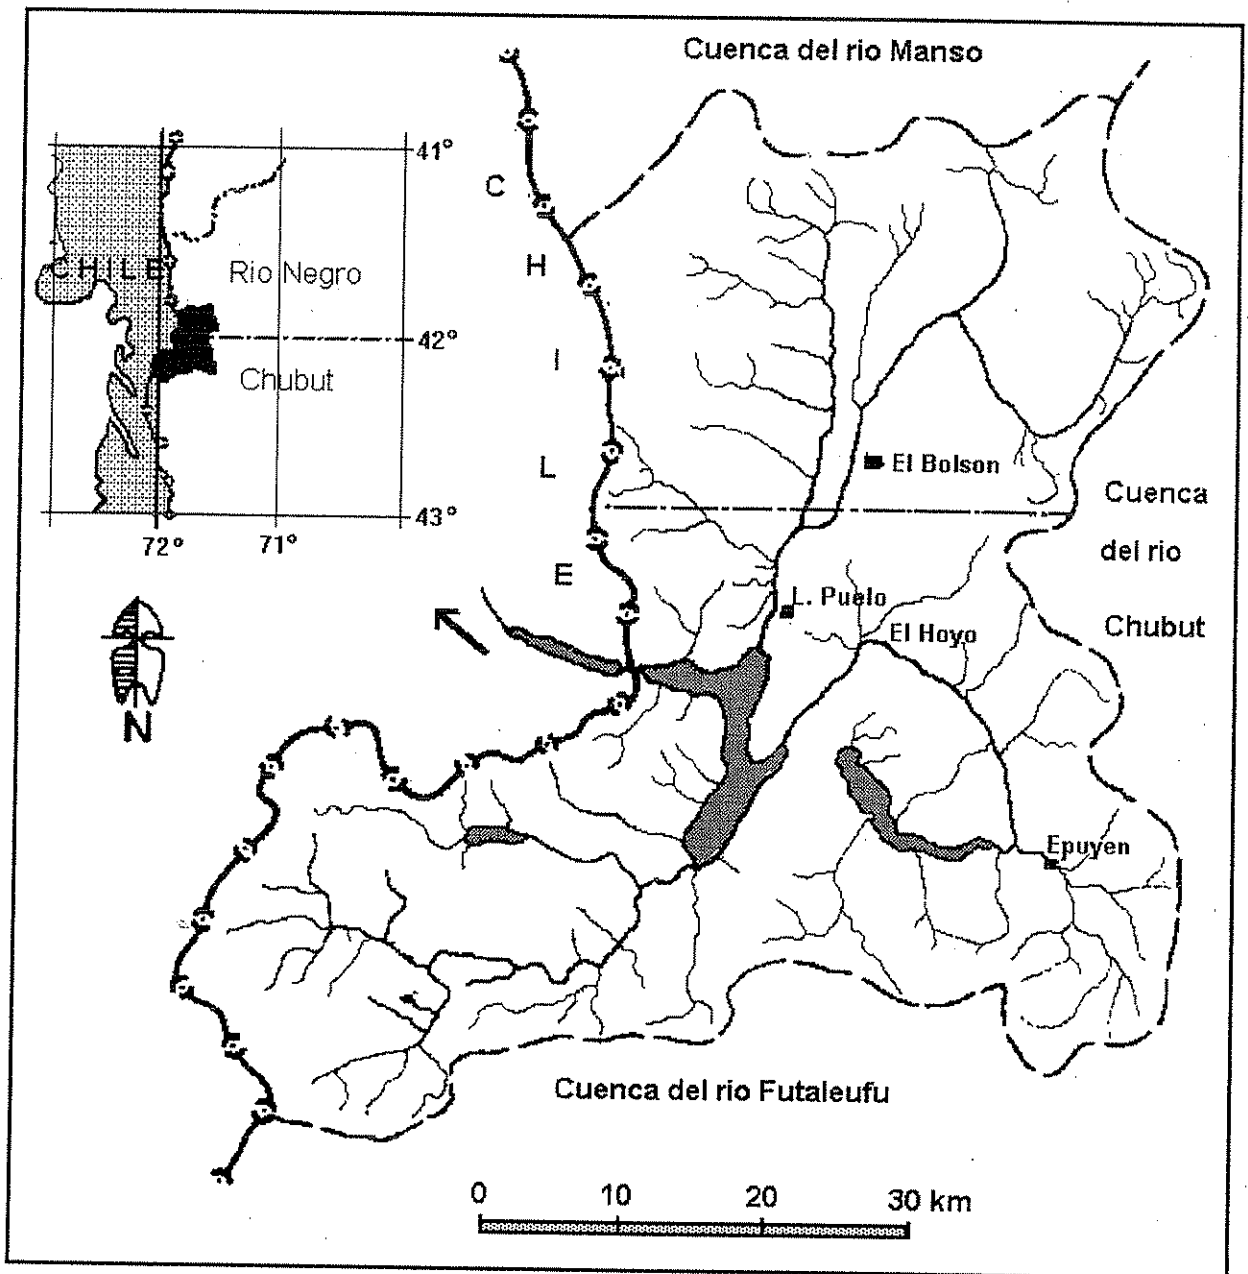 Cuenca del rio Manso
41°
C
CHILE
H
Rio Negro
42°
I
Chubut
El Bolson
L
Cuenca
43°
72°
71°
del rio
E
L. Puelo
Chubut
El Hoyo
N
Epuyen
Cuenca del rio Futaleufu
0 10 20 30 km